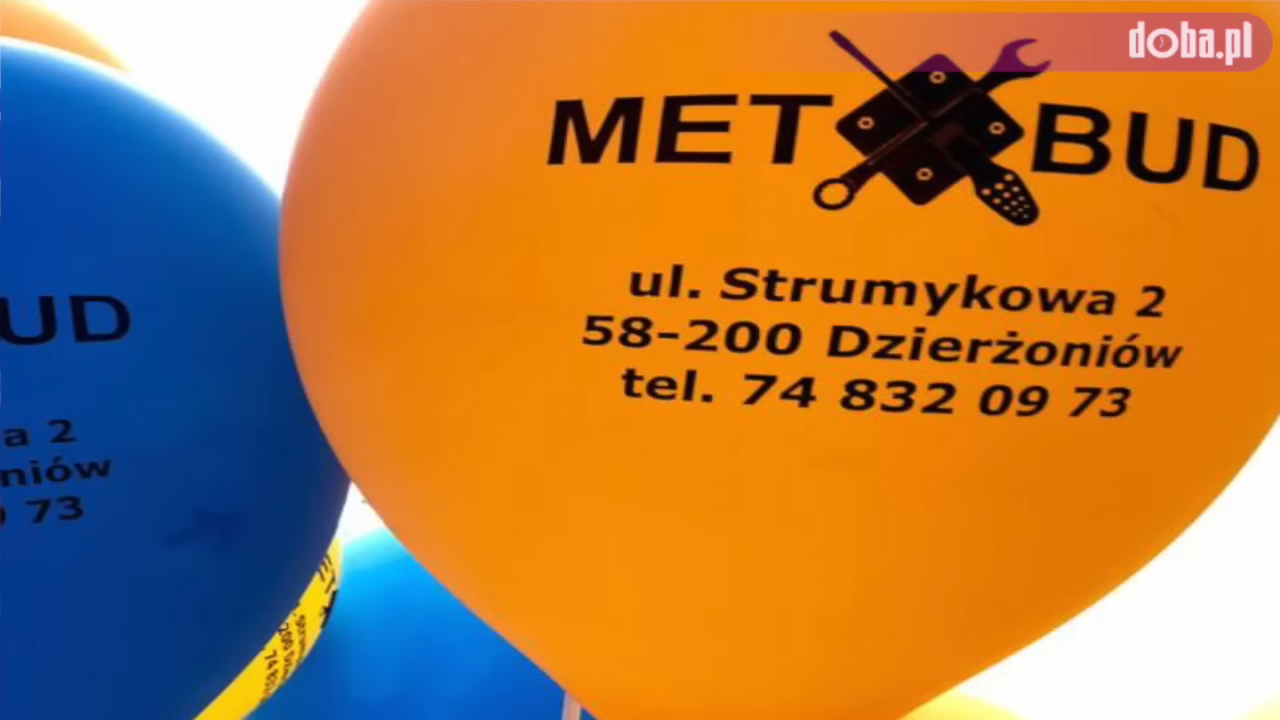 doba.pl
MET BUD
ul. Strumykowa 2
58-200 Dzierżoniów
tel. 74 832 09 73
UD
a 2
niów
73